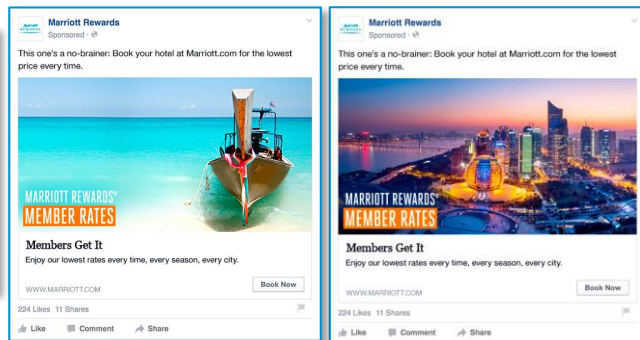 Marriott Rewards
Sponsored ·
This one's a no-brainer: Book your hotel at Marriott.com for the lowest
price every time.
MARRIOTT REWARDS®
MEMBER RATES
Members Get It
Enjoy our lowest rates every time, every season, every city.
WWW.MARRIOTT.COM
Book Now
224 Likes 11 Shares
Like Comment Share
Marriott Rewards
Sponsored ·
This one's a no-brainer: Book your hotel at Marriott.com for the lowest
price every time.
MARRIOTT REWARDS®
MEMBER RATES
Members Get It
Enjoy our lowest rates every time, every season, every city.
WWW.MARRIOTT.COM
Book Now
224 Likes 11 Shares
Like Comment Share